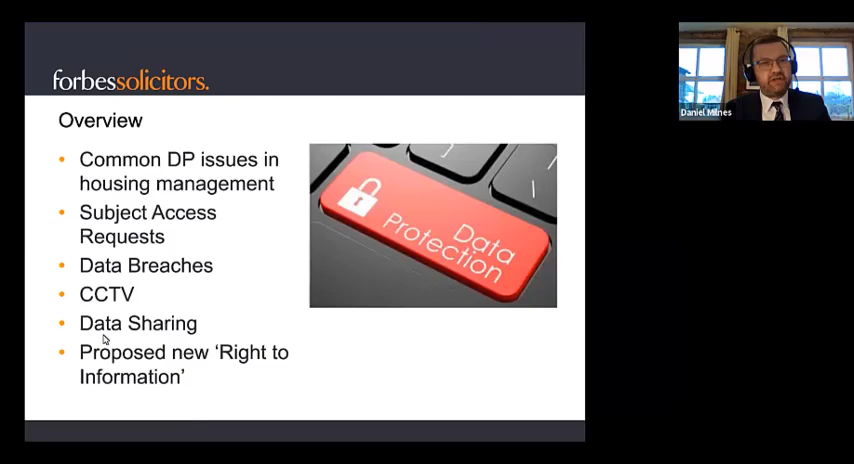 forbessolicitors.
Overview
• Common DP issues in
housing management
• Subject Access
Requests
• Data Breaches
• CCTV
• Data Sharing
• Proposed new ‘Right to
Information’
Data
Protection
\
Daniel Milnes